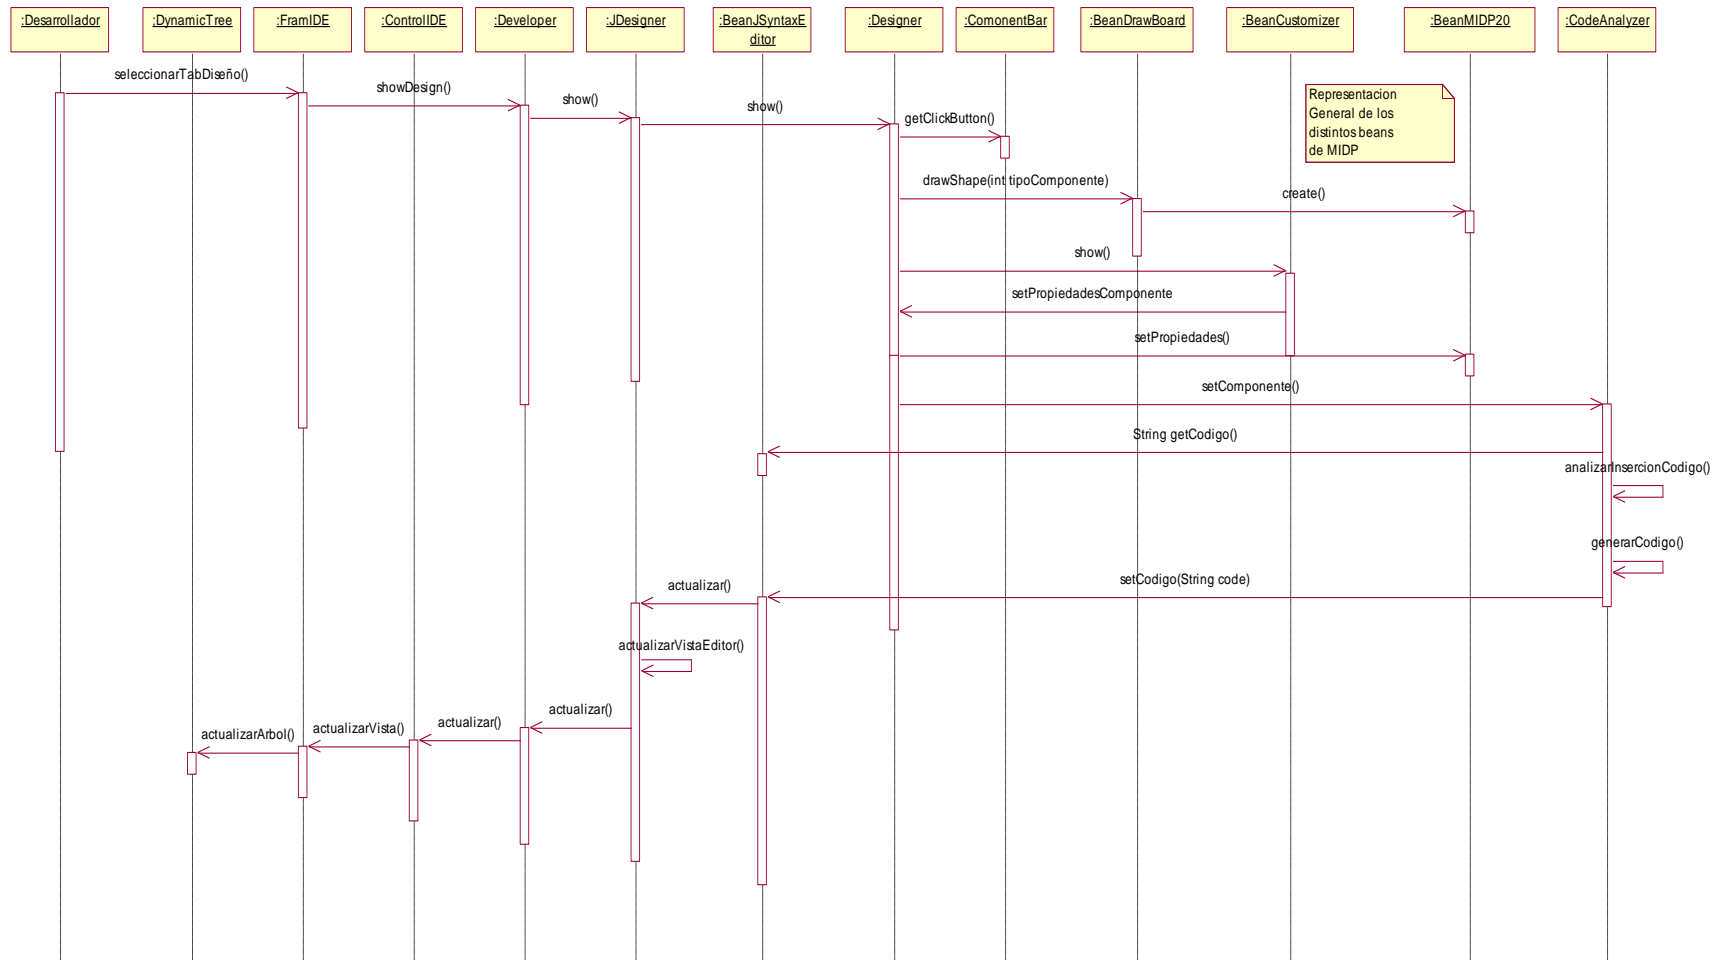 :Desarrollador
:DynamicTree
:FramIDE
:ControlIDE
:Developer
:JDesigner
:BeanJSyntaxE
ditor
:Designer
:ComonentBar
:BeanDrawBoard
:BeanCustomizer
:BeanMIDP20
:CodeAnalyzer
seleccionarTabDiseño()
showDesign()
show()
show()
getClickButton()
Representacion
General de los
distintos beans
de MIDP
drawShape(int tipoComponente)
create()
show()
setPropiedadesComponente
setPropiedades()
setComponente()
String getCodigo()
analizarInsercionCodigo()
generarCodigo()
setCodigo(String code)
actualizar()
actualizarVistaEditor()
actualizar()
actualizar()
actualizarVista()
actualizarArbol()